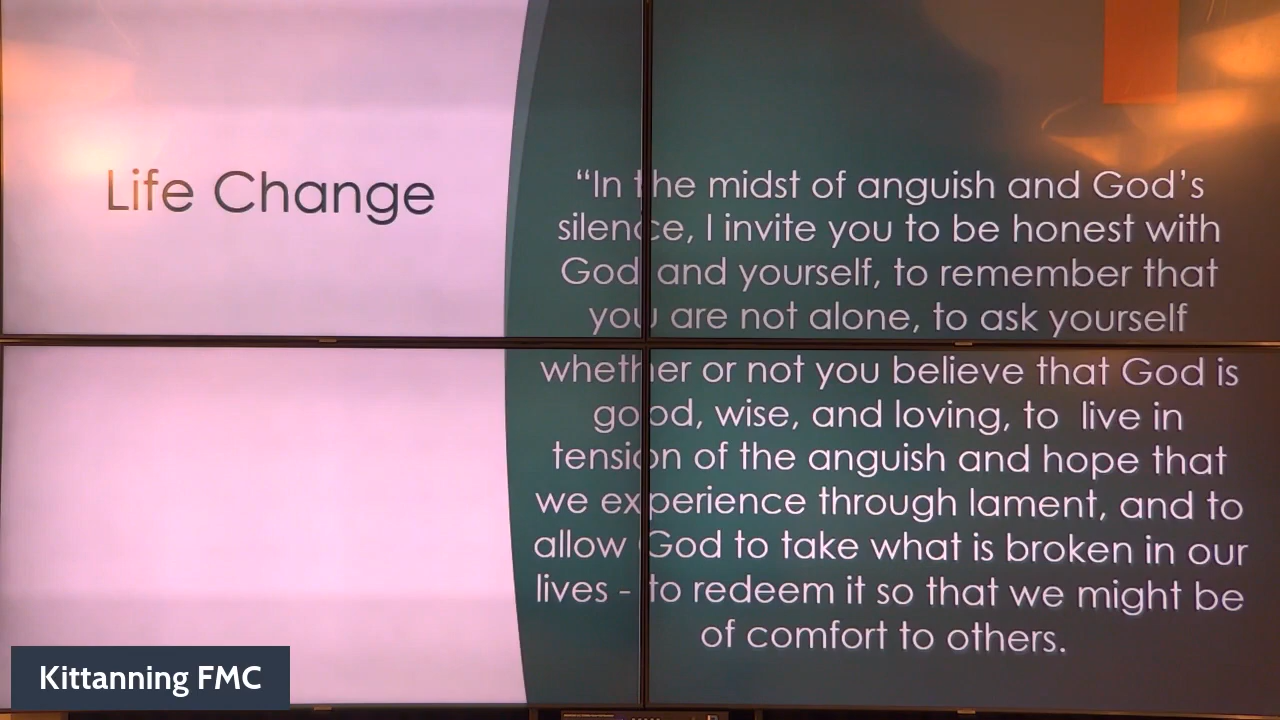 Life Change
“In the midst of anguish and God’s
silence, I invite you to be honest with
God and yourself, to remember that
you are not alone, to ask yourself
whether or not you believe that God is
good, wise, and loving, to  live in
tension of the anguish and hope that
we experience through lament, and to
allow God to take what is broken in our
lives - to redeem it so that we might be
of comfort to others.
Kittanning FMC